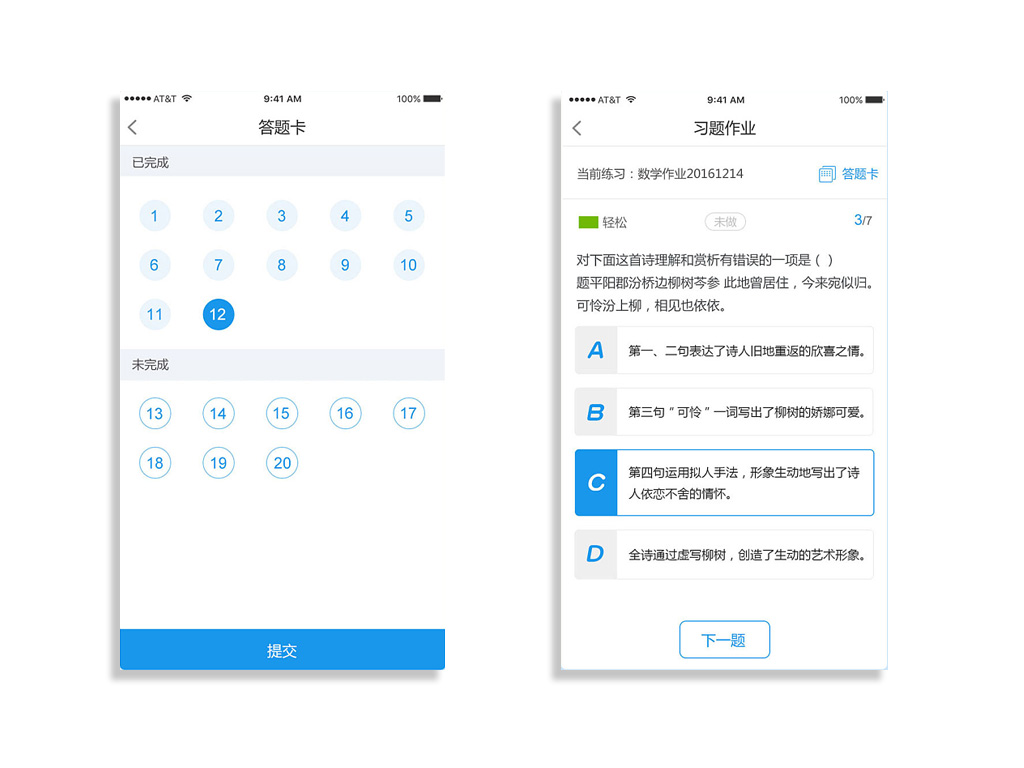 AT&T 9:41 AM 100%
答题卡
已完成
1 2 3 4 5
6 7 8 9 10
11 12
未完成
13 14 15 16 17
18 19 20
提交
AT&T 9:41 AM 100%
习题作业
当前练习：数学作业20161214 答题卡
轻松 未做 3/7
对下面这首诗理解和赏析有错误的一项是（ ）
题平阳郡汾桥边柳树芩参 此地曾居住，今来宛似归。
可怜汾上柳，相见也依依。
A 第一、二句表达了诗人旧地重返的欣喜之情。
B 第三句“可怜”一词写出了柳树的娇娜可爱。
C 第四句运用拟人手法，形象生动地写出了诗
人依恋不舍的情怀。
D 全诗通过虚写柳树，创造了生动的艺术形象。
下一题